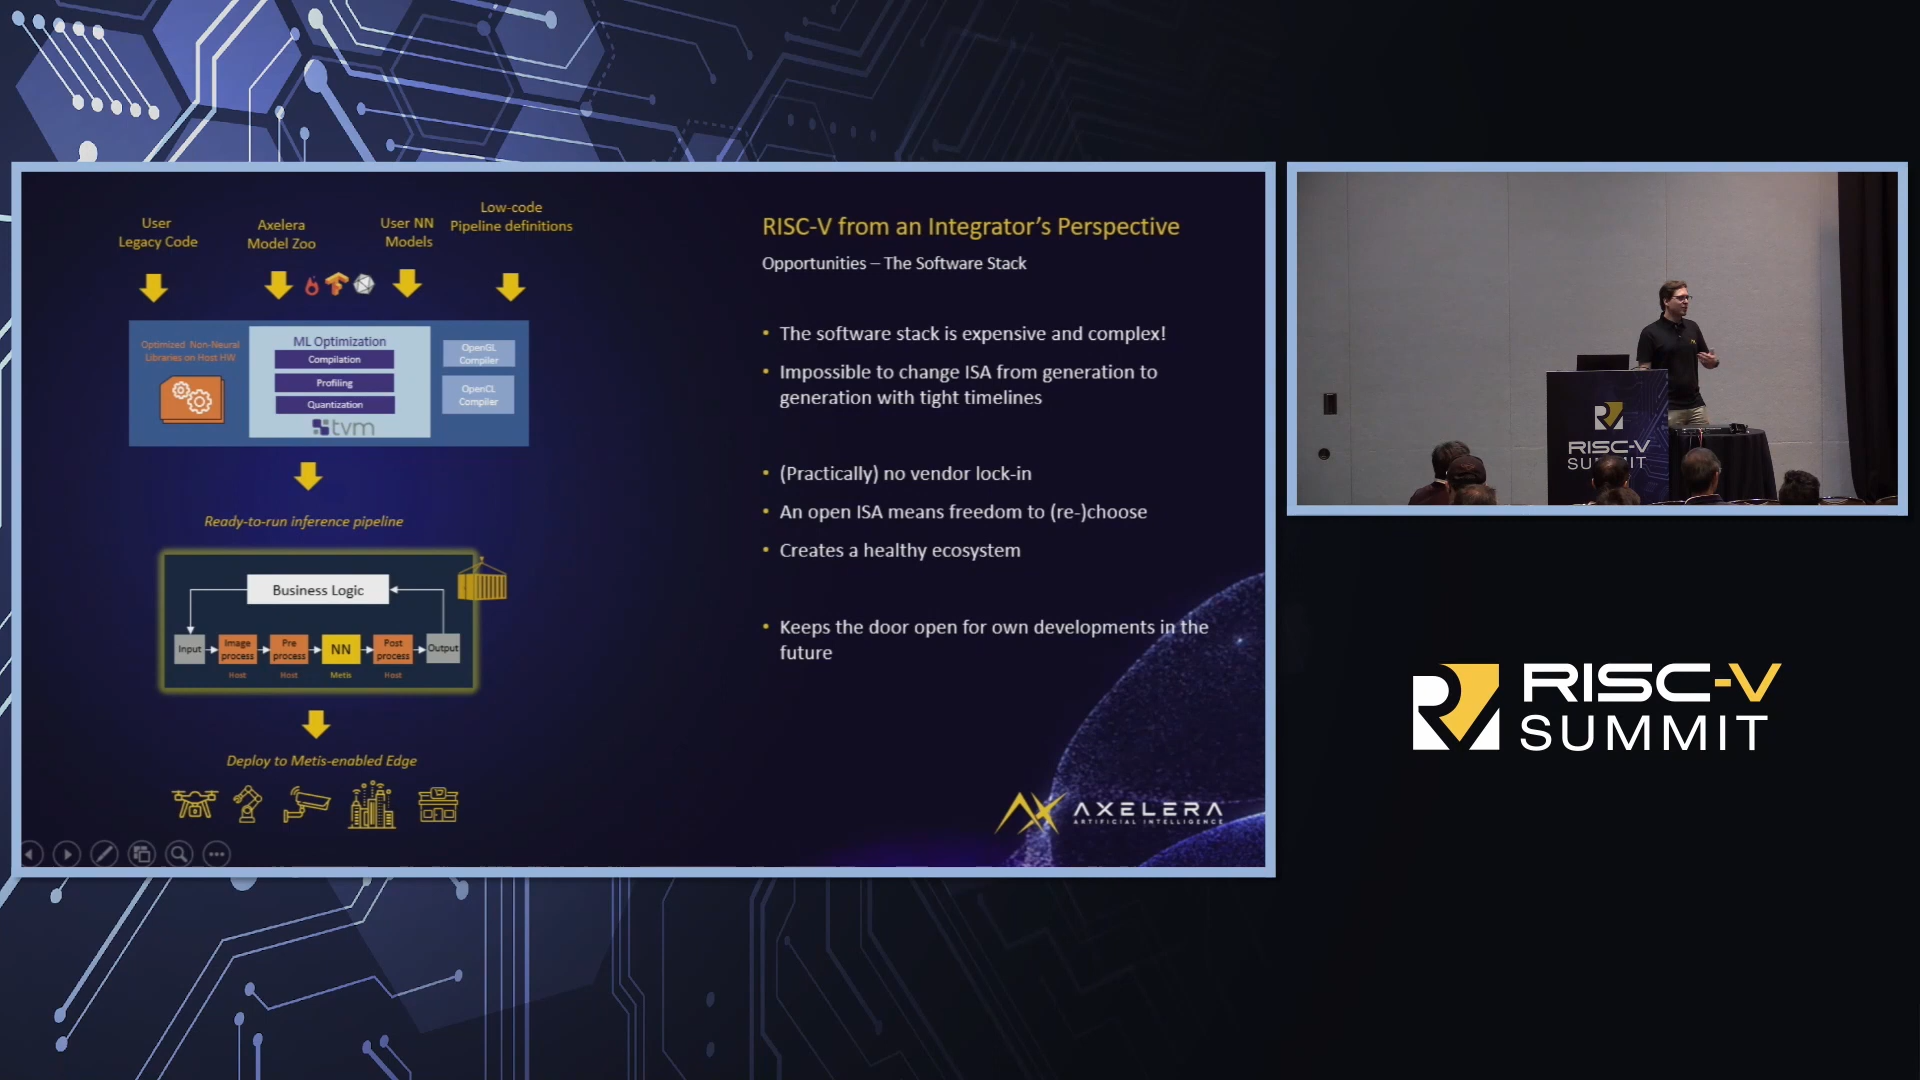 User
Legacy Code
Axelera
Model Zoo
User NN
Models
Low-code
Pipeline definitions
Optimized Non-Neural
Libraries on Host HW
ML Optimization
Compilation
Profiling
Quantization
tvm
OpenGL
Compiler
OpenCL
Compiler
Ready-to-run inference pipeline
Business Logic
Input
Image
process
Pre
process
NN
Post
process
Output
Host
Host
Metis
Host
Deploy to Metis-enabled Edge
RISC-V from an Integrator’s Perspective
Opportunities – The Software Stack
• The software stack is expensive and complex!
• Impossible to change ISA from generation to
generation with tight timelines
• (Practically) no vendor lock-in
• An open ISA means freedom to (re-)choose
• Creates a healthy ecosystem
• Keeps the door open for own developments in the
future
AXELERA
ARTIFICIAL INTELLIGENCE
RISC-V
SUMMIT
RISC-V
SUMMIT